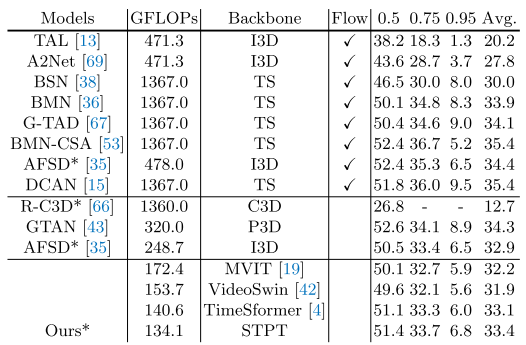 Models GFLOPs Backbone Flow 0.5 0.75 0.95 Avg.
TAL [13] 471.3 I3D ✓ 38.2 18.3 1.3 20.2
A2Net [69] 471.3 I3D ✓ 43.6 28.7 3.7 27.8
BSN [38] 1367.0 TS ✓ 46.5 30.0 8.0 30.0
BMN [36] 1367.0 TS ✓ 50.1 34.8 8.3 33.9
G-TAD [67] 1367.0 TS ✓ 50.4 34.6 9.0 34.1
BMN-CSA [53] 1367.0 TS ✓ 52.4 36.7 5.2 35.4
AFSD* [35] 478.0 I3D ✓ 52.4 35.3 6.5 34.4
DCAN [15] 1367.0 TS ✓ 51.8 36.0 9.5 35.4
R-C3D* [66] 1360.0 C3D 26.8 - - 12.7
GTAN [43] 320.0 P3D 52.6 34.1 8.9 34.3
AFSD* [35] 248.7 I3D 50.5 33.4 6.5 32.9
172.4 MVIT [19] 50.1 32.7 5.9 32.2
153.7 VideoSwin [42] 49.6 32.1 5.6 31.9
140.6 TimeSformer [4] 51.1 33.3 6.0 33.1
Ours* 134.1 STPT 51.4 33.7 6.8 33.4